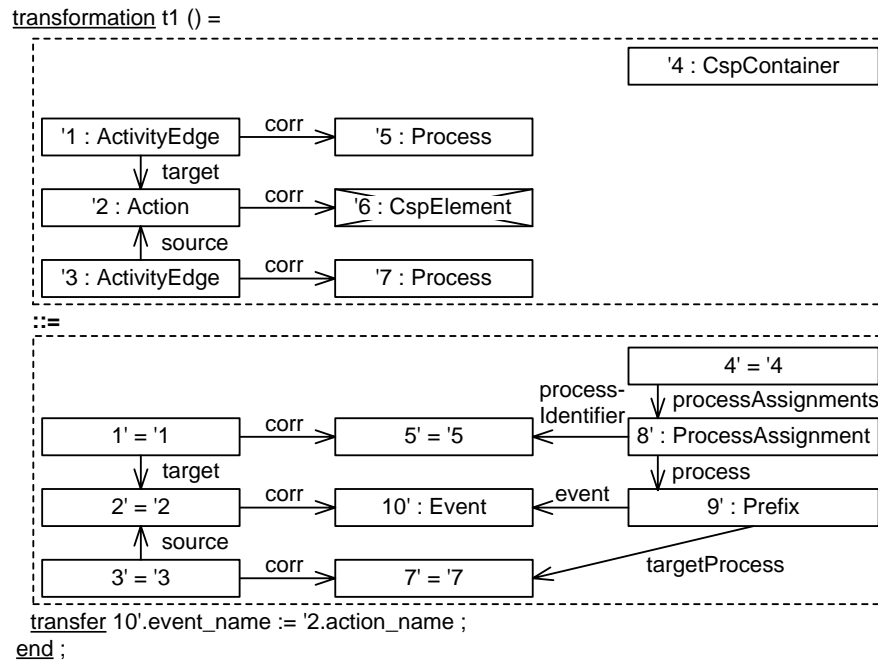 transformation t1 () =
'4 : CspContainer
'1 : ActivityEdge
corr
'5 : Process
target
'2 : Action
corr
'6 : CspElement
source
'3 : ActivityEdge
corr
'7 : Process
::=
4' = '4
process-
Identifier
processAssignments
1' = '1
corr
5' = '5
8' : ProcessAssignment
target
process
2' = '2
corr
10' : Event
event
9' : Prefix
source
targetProcess
3' = '3
corr
7' = '7
transfer 10'.event_name := '2.action_name ;
end ;